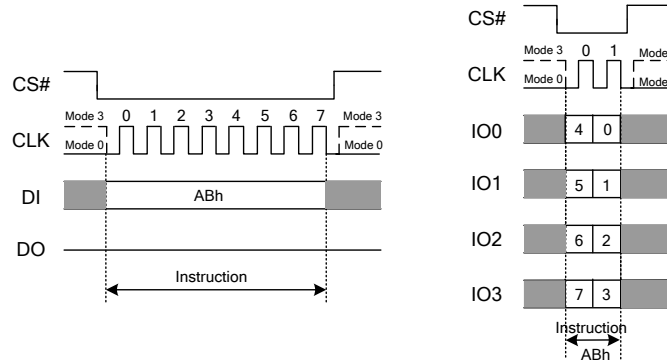 CS#
Mode 3 0 1 2 3 4 5 6 7 Mode 3
CLK Mode 0 Mode 0
DI ABh
DO
Instruction
CS#
Mode 3 0 1 Mode
CLK Mode 0 Mode
IO0 4 0
IO1 5 1
IO2 6 2
IO3 7 3
Instruction
ABh